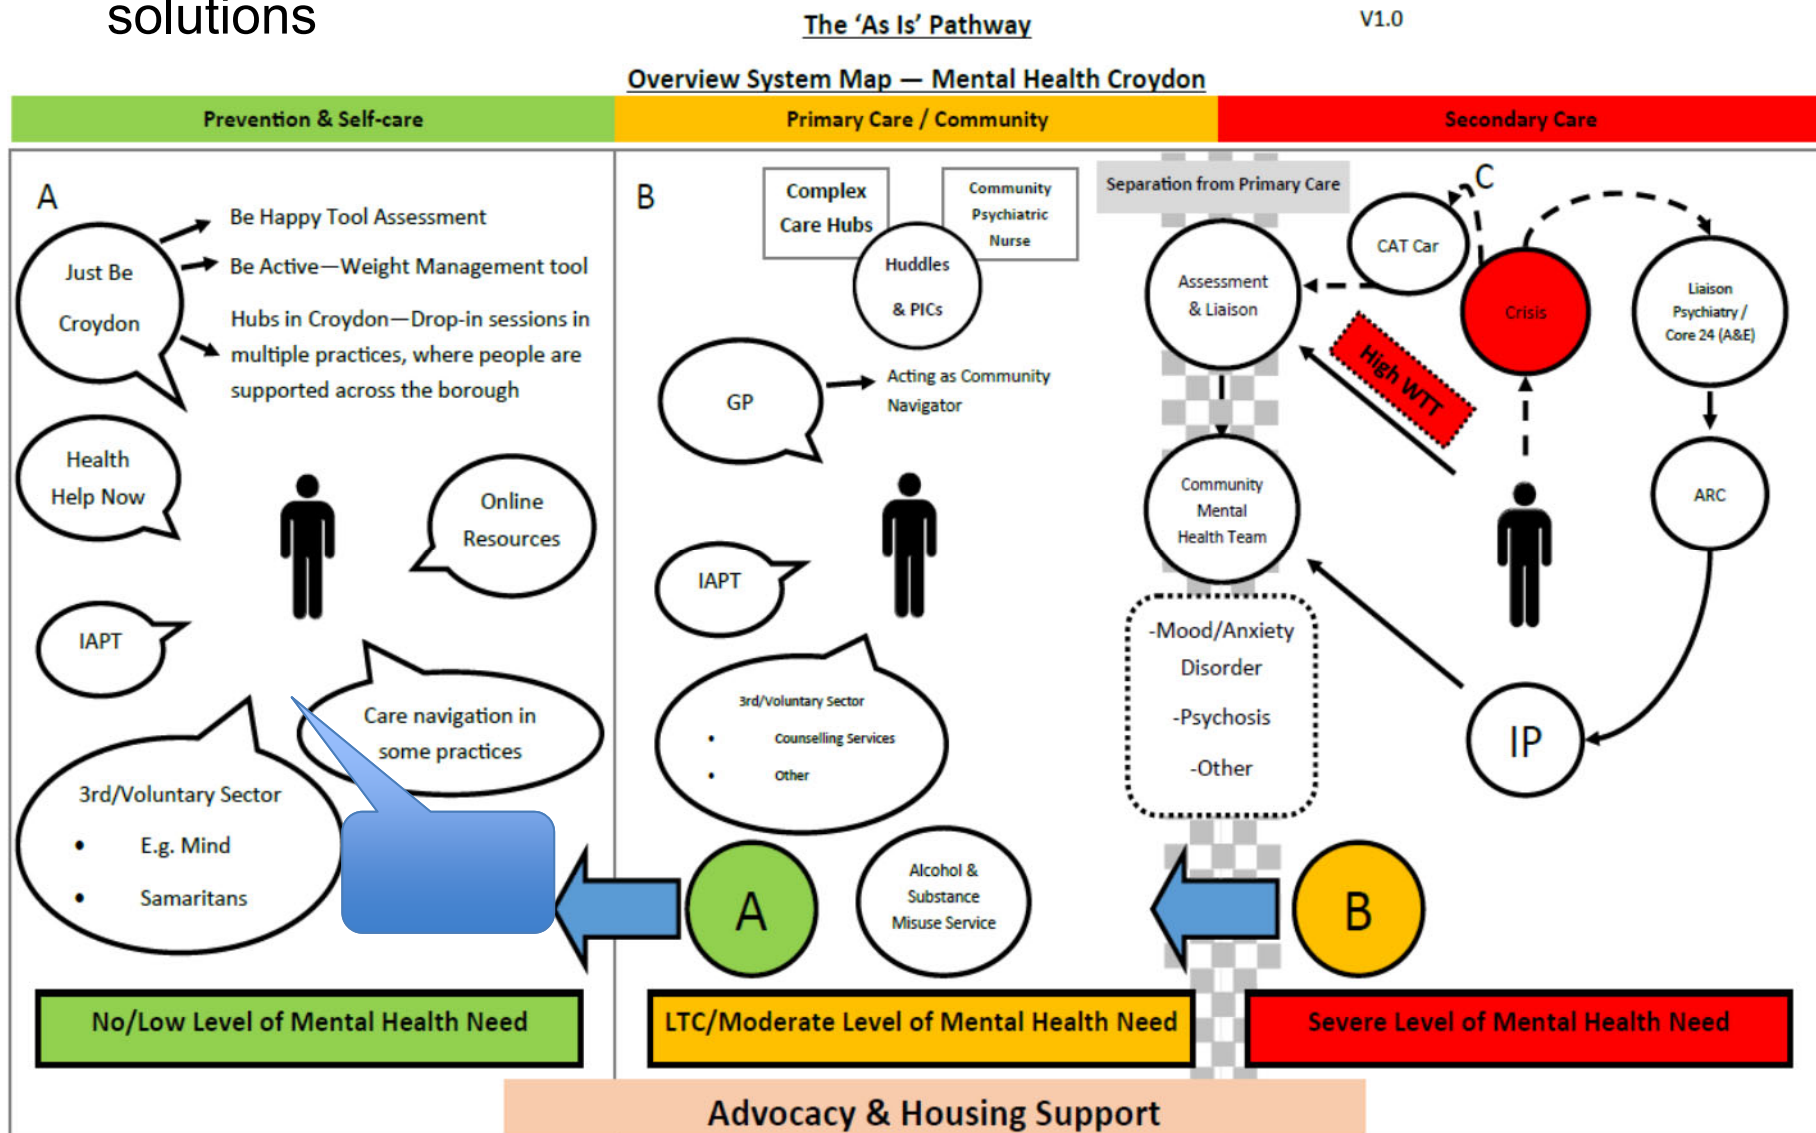 solutions
The ‘As Is’ Pathway
V1.0
Overview System Map — Mental Health Croydon
Prevention & Self-care
Primary Care / Community
Secondary Care
A
Just Be
Croydon
Be Happy Tool Assessment
Be Active—Weight Management tool
Hubs in Croydon—Drop-in sessions in
multiple practices, where people are
supported across the borough
Health
Help Now
Online
Resources
IAPT
Care navigation in
some practices
3rd/Voluntary Sector
• E.g. Mind
• Samaritans
No/Low Level of Mental Health Need
B
Complex
Care Hubs
Community
Psychiatric
Nurse
Huddles
& PICs
GP
Acting as Community
Navigator
IAPT
3rd/Voluntary Sector
• Counselling Services
• Other
A
Alcohol &
Substance
Misuse Service
LTC/Moderate Level of Mental Health Need
Separation from Primary Care
Assessment
& Liaison
Community
Mental
Health Team
-Mood/Anxiety
Disorder
-Psychosis
-Other
C
CAT Car
Crisis
Liaison
Psychiatry /
Core 24 (A&E)
High WTT
ARC
IP
B
Severe Level of Mental Health Need
Advocacy & Housing Support